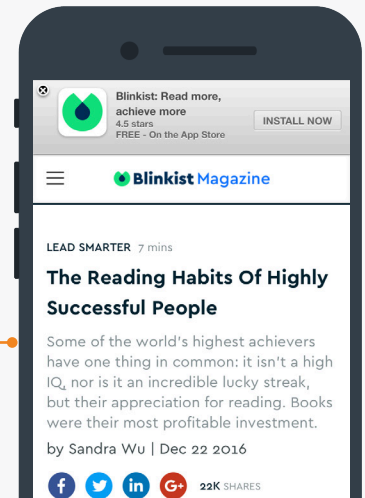 Blinkist: Read more,
achieve more
4.5 stars
FREE - On the App Store
INSTALL NOW
Blinkist Magazine
LEAD SMARTER 7 mins
The Reading Habits Of Highly
Successful People
Some of the world's highest achievers
have one thing in common: it isn't a high
IQ, nor is it an incredible lucky streak,
but their appreciation for reading. Books
were their most profitable investment.
by Sandra Wu | Dec 22 2016
f in G+ 22K SHARES